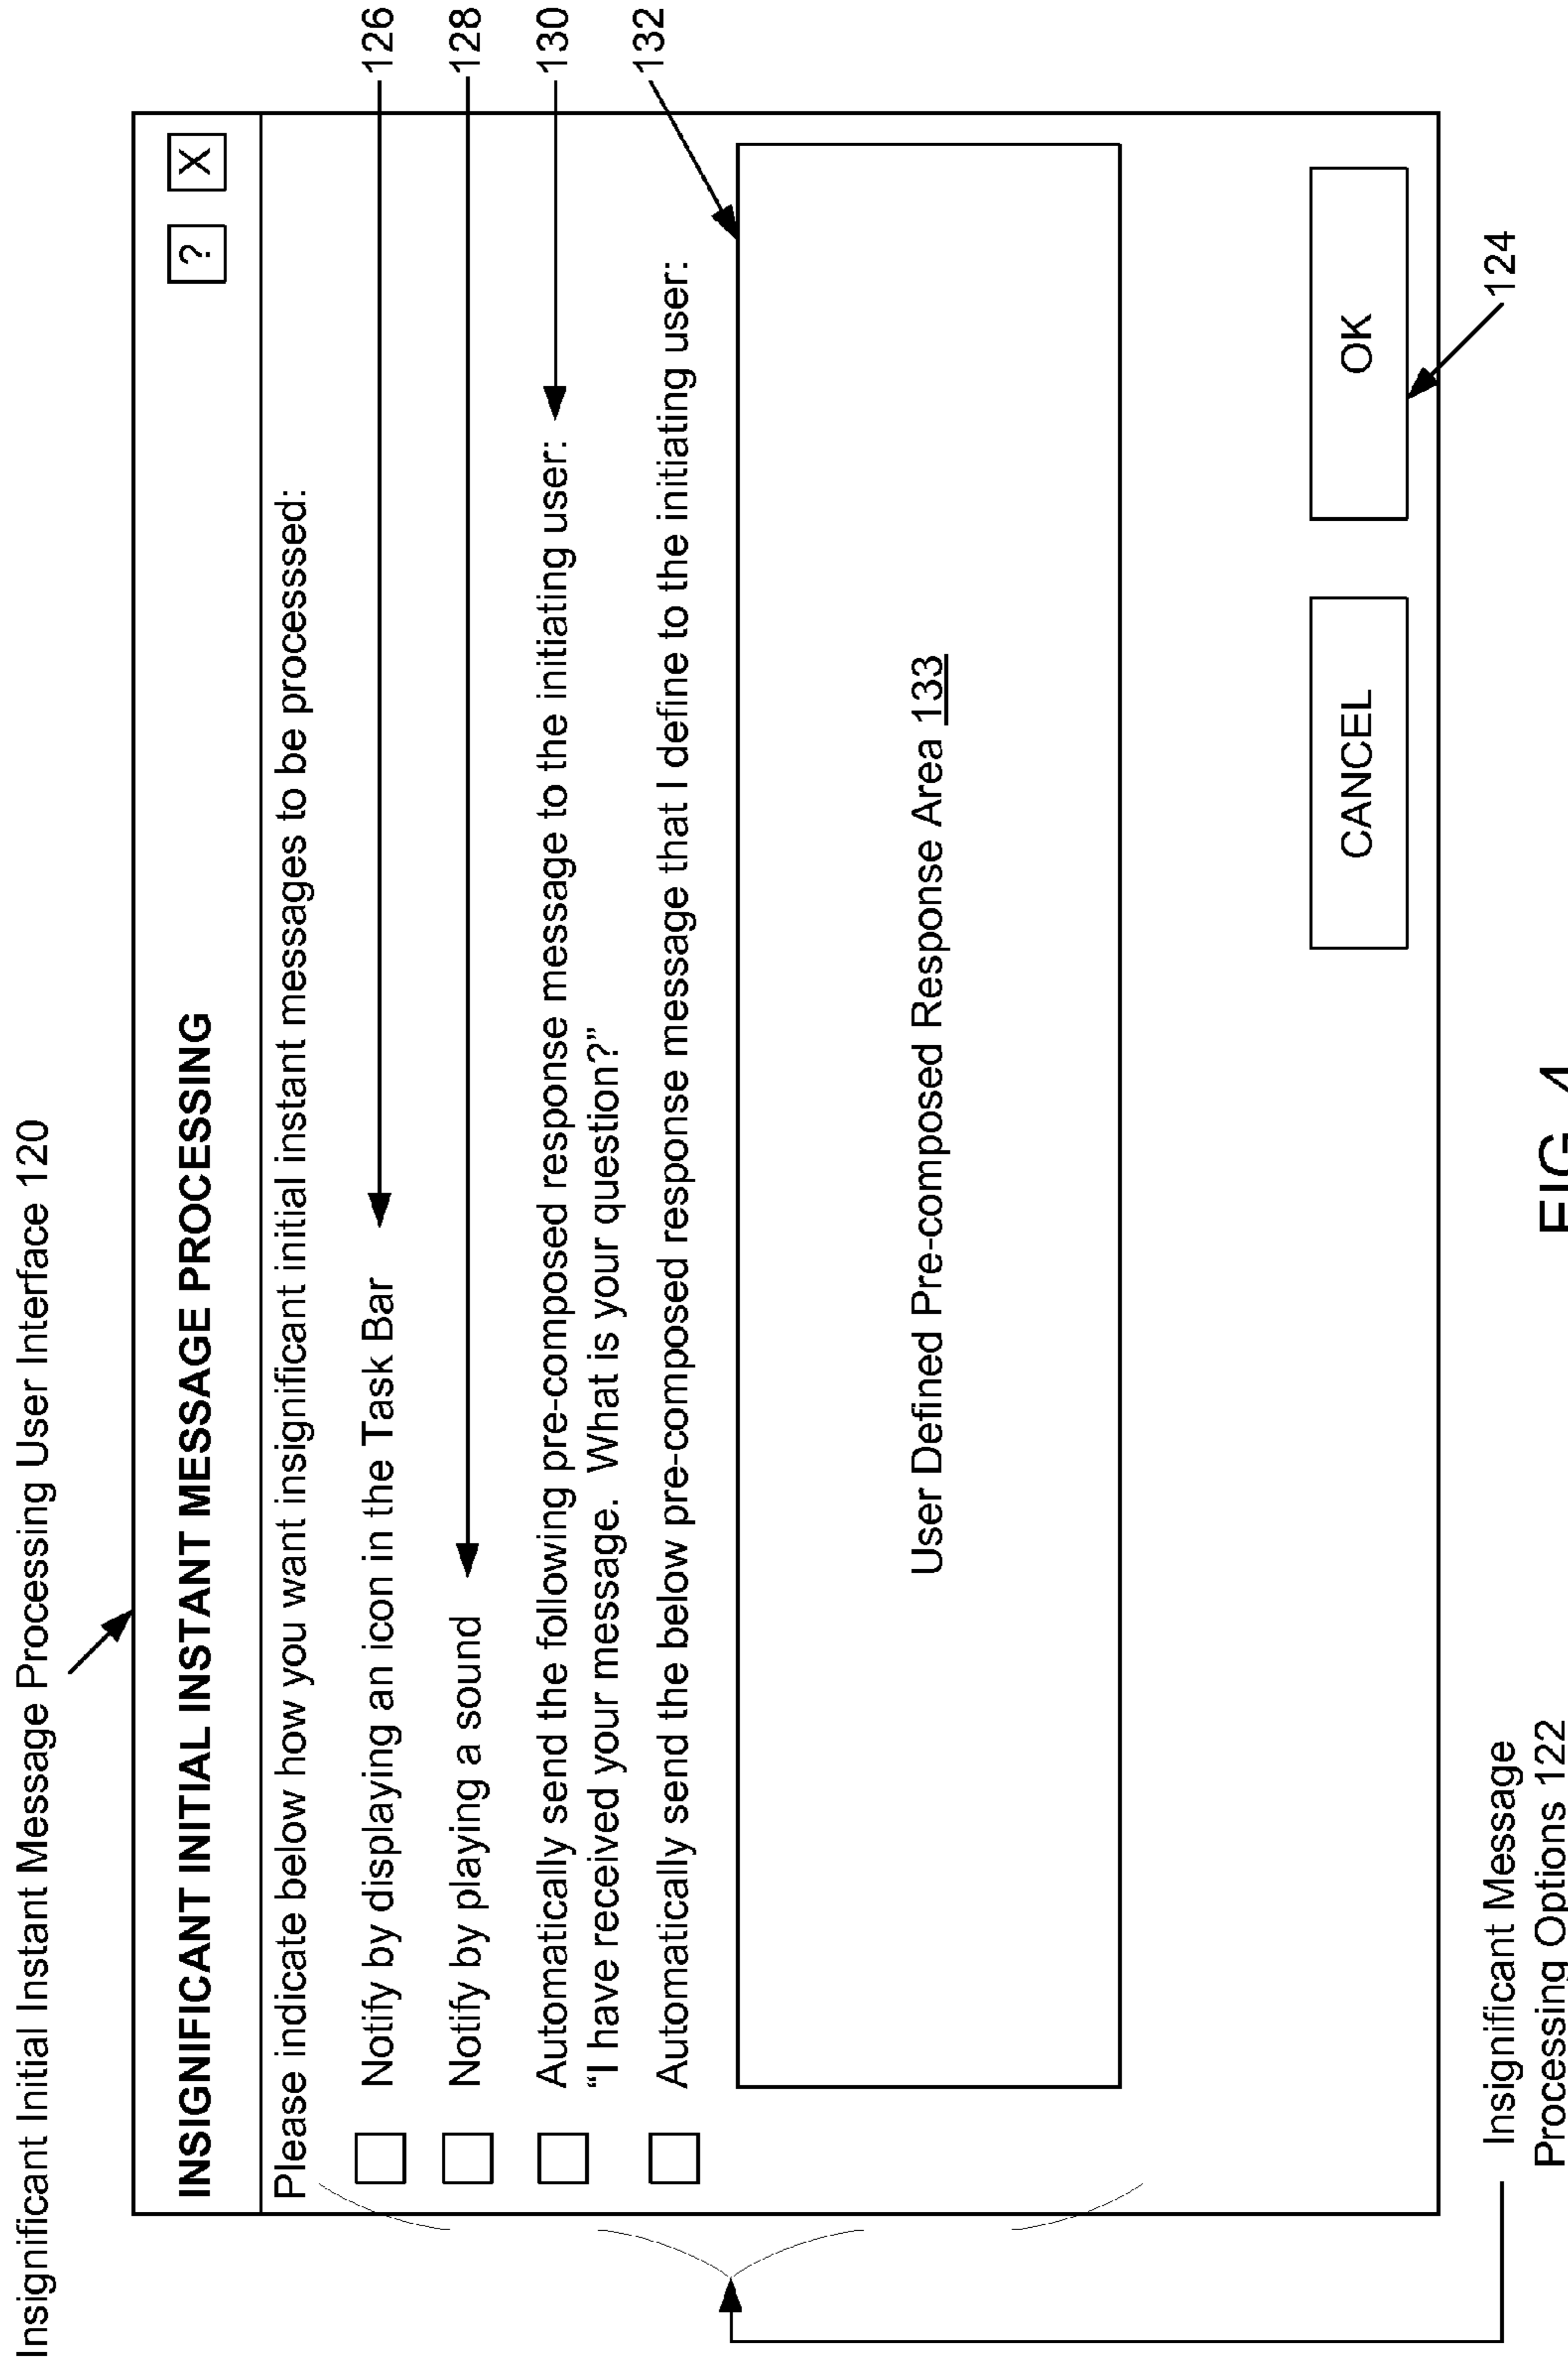 Insignificant Initial Instant Message Processing User Interface 120
INSIGNIFICANT INITIAL INSTANT MESSAGE PROCESSING
? X
Please indicate below how you want insignificant initial instant messages to be processed:
Notify by displaying an icon in the Task Bar
126
Notify by playing a sound
128
Automatically send the following pre-composed response message to the initiating user:
130
“I have received your message. What is your question?”
Automatically send the below pre-composed response message that I define to the initiating user:
132
User Defined Pre-composed Response Area 133
CANCEL OK
124
Insignificant Message
Processing Options 122
FIG. 4